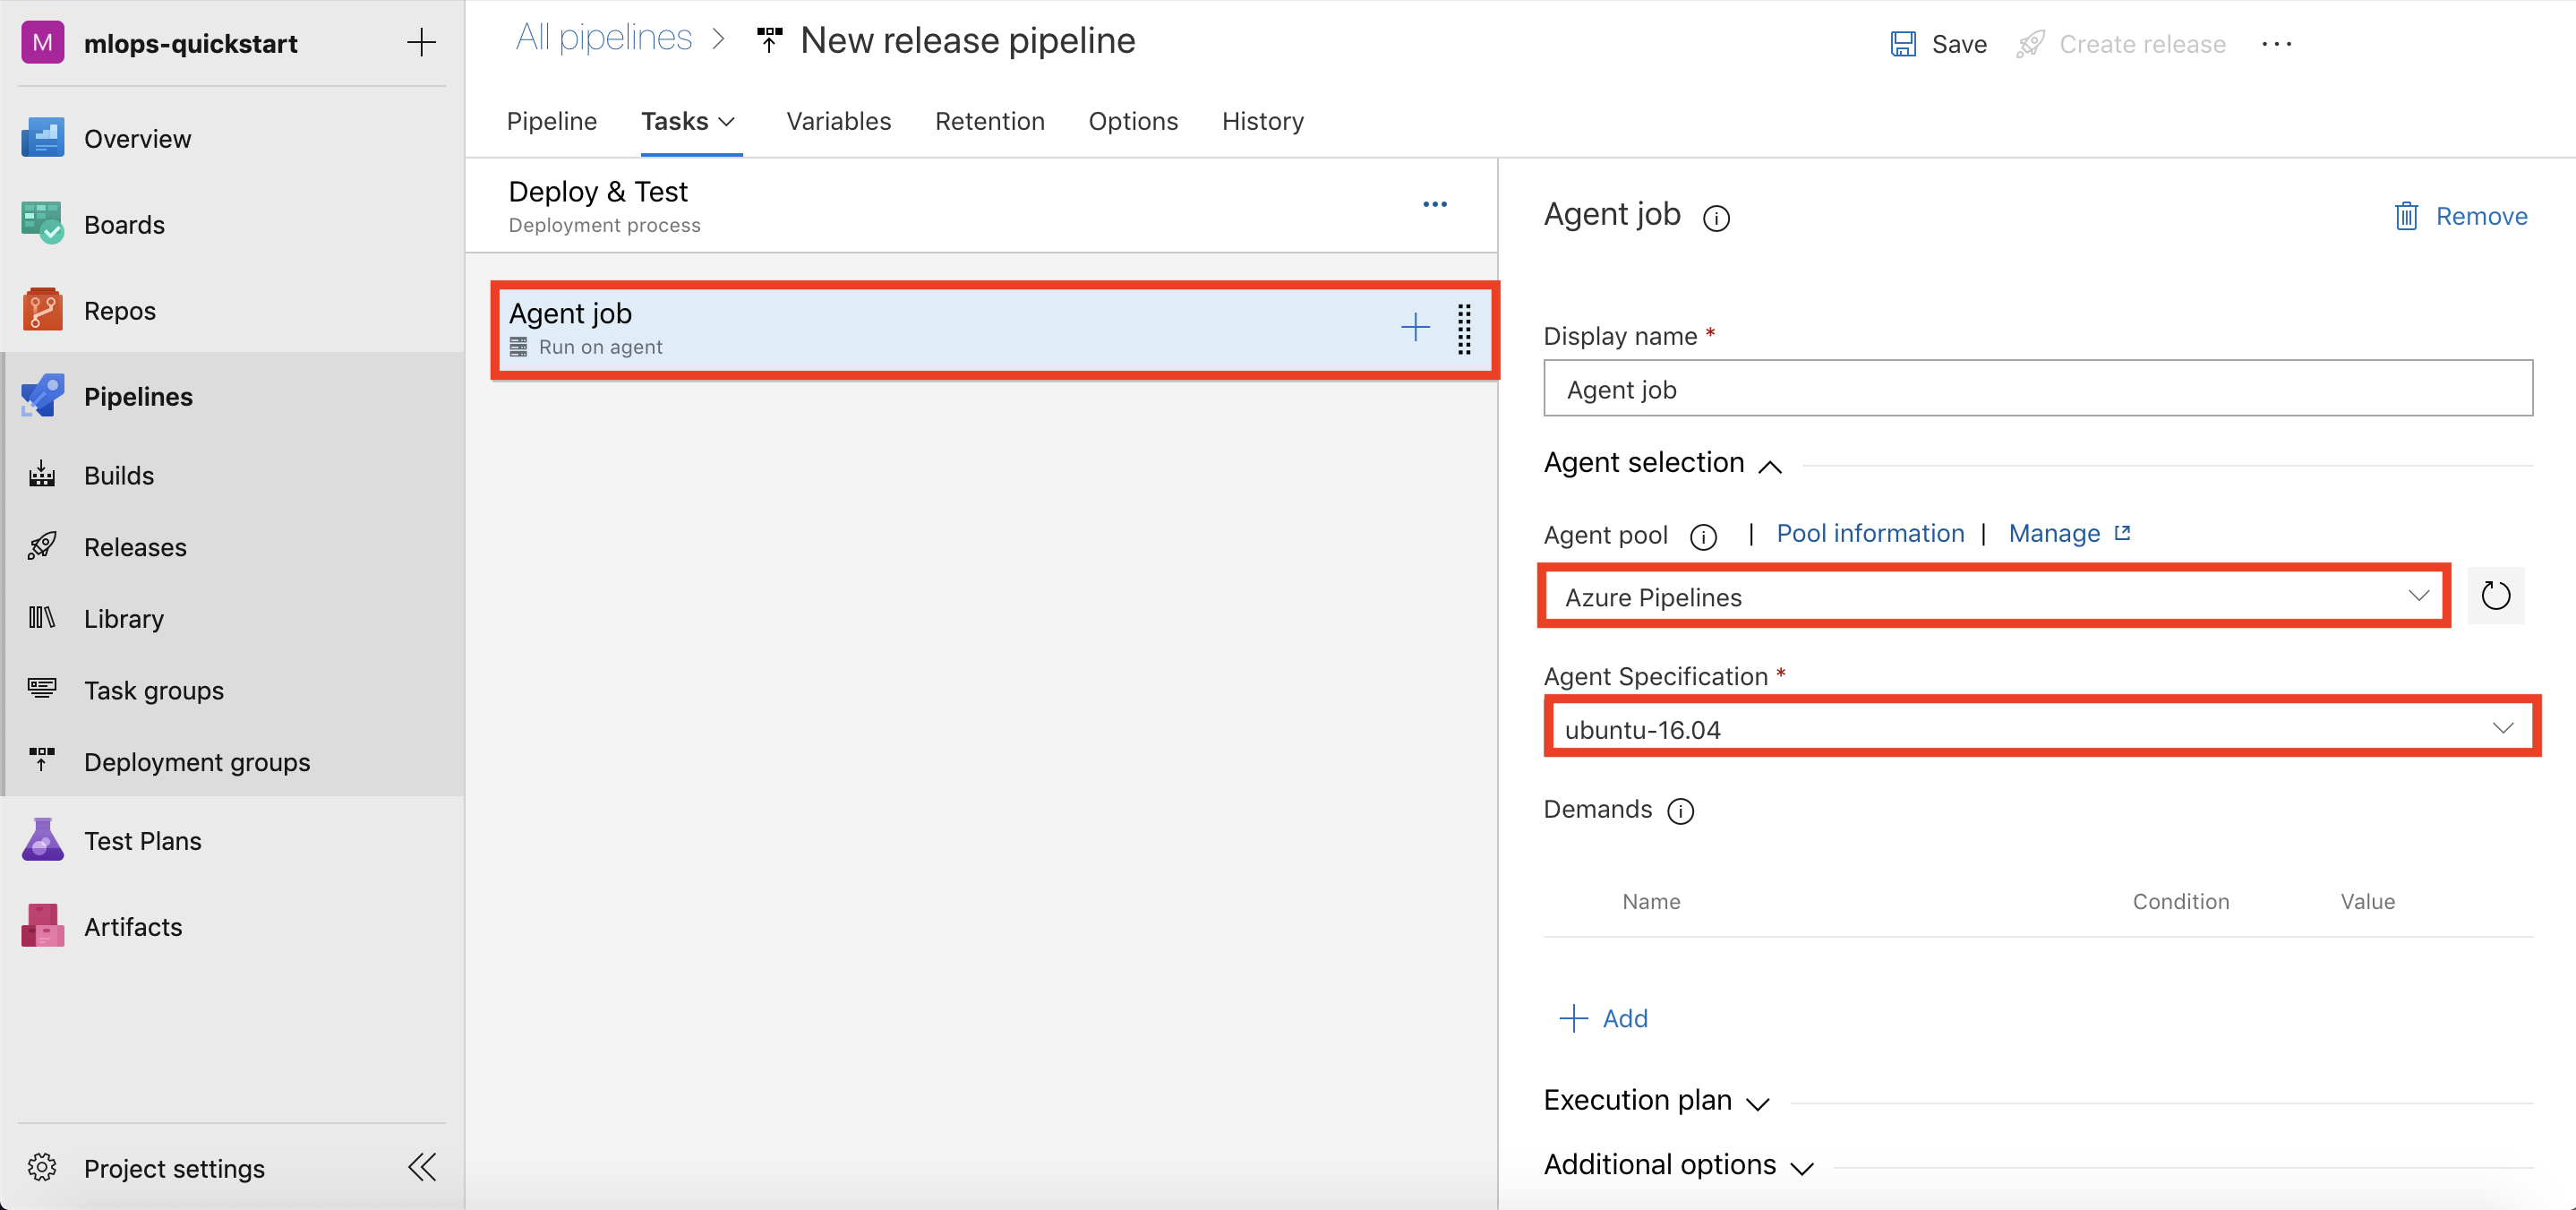 M mlops-quickstart
Overview
Boards
Repos
Pipelines
Builds
Releases
Library
Task groups
Deployment groups
Test Plans
Artifacts
Project settings
All pipelines > New release pipeline
Save Create release ...
Pipeline Tasks Variables Retention Options History
Deploy & Test
Deployment process
Agent job
Run on agent
Agent job
Remove
Display name *
Agent job
Agent selection
Agent pool | Pool information | Manage
Azure Pipelines
Agent Specification *
ubuntu-16.04
Demands
Name Condition Value
Add
Execution plan
Additional options